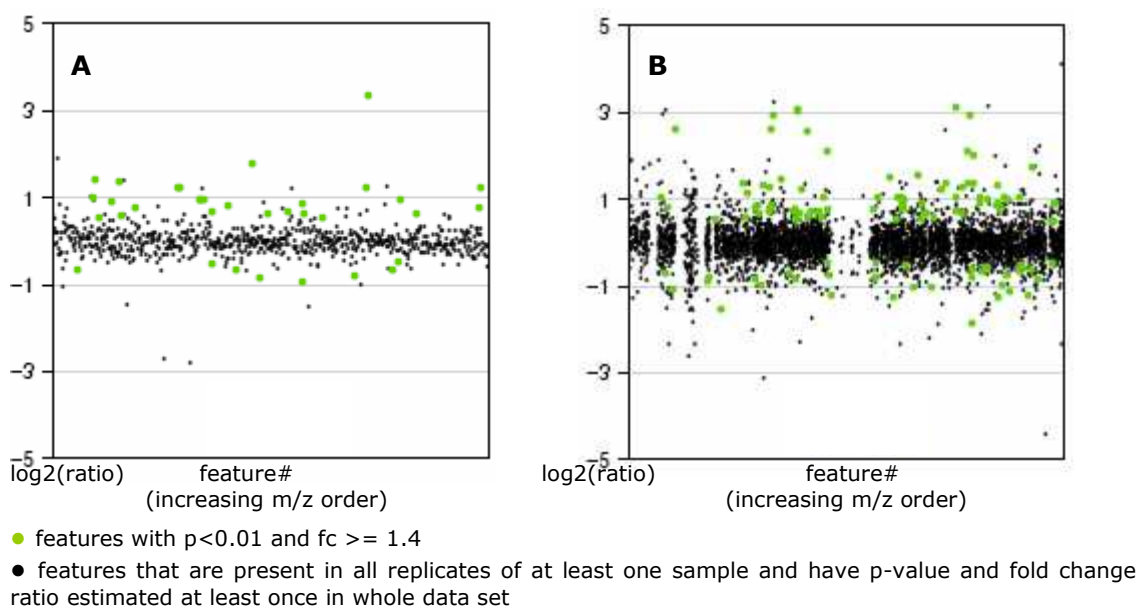 5
A
3
1
−1
−3
−5
log2(ratio) feature#
(increasing m/z order)
5
B
3
1
−1
−3
−5
log2(ratio) feature#
(increasing m/z order)
● features with p<0.01 and fc >= 1.4
● features that are present in all replicates of at least one sample and have p-value and fold change
ratio estimated at least once in whole data set